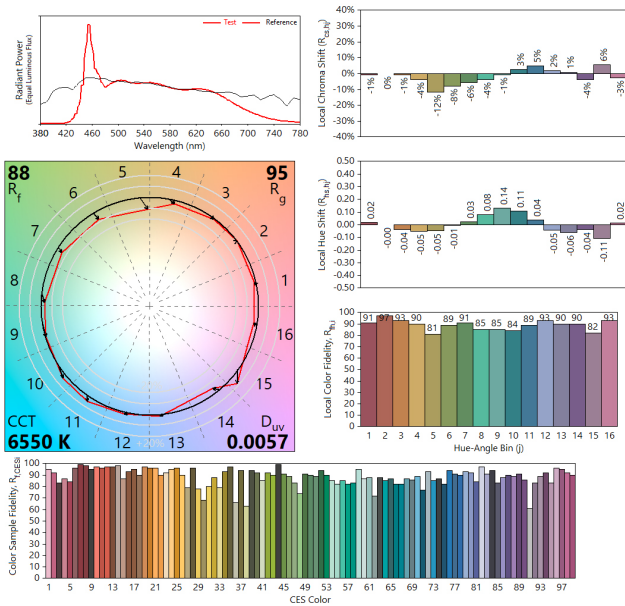 Test
Reference
Radiant Power
(Equal Luminous Flux)
380 420 460 500 540 580 620 660 700 740 780
Wavelength (nm)
40%
30%
20%
10%
0%
-10%
-20%
-30%
-40%
Local Chroma Shift (Rcs,hj)
-1% 0% -1% -4% -12% -8% -6% -4% -1% 3% 5% 2% 1% -4% 6% -3%
88
Rf
95
Rg
5 4
6 3
7 2
8 1
9 16
10 15
11 14
12 13
+20%
CCT
6550 K
Duv
0.0057
0.50
0.40
0.30
0.20
0.10
0.00
-0.10
-0.20
-0.30
-0.40
-0.50
Local Hue Shift (Rhs,hj)
0.02 -0.00 -0.04 -0.05 -0.05 -0.01 0.03 0.08 0.14 0.11 0.04 -0.05 -0.06 -0.04 -0.11 0.02
100
90
80
70
60
50
40
30
20
10
0
Local Color Fidelity, Rfh,i
91 97 93 90 81 89 91 85 85 84 89 93 90 90 82 93
1 2 3 4 5 6 7 8 9 10 11 12 13 14 15 16
Hue-Angle Bin (j)
100
90
80
70
60
50
40
30
20
10
0
Color Sample Fidelity, Rf,CESi
1 5 9 13 17 21 25 29 33 37 41 45 49 53 57 61 65 69 73 77 81 85 89 93 97
CES Color